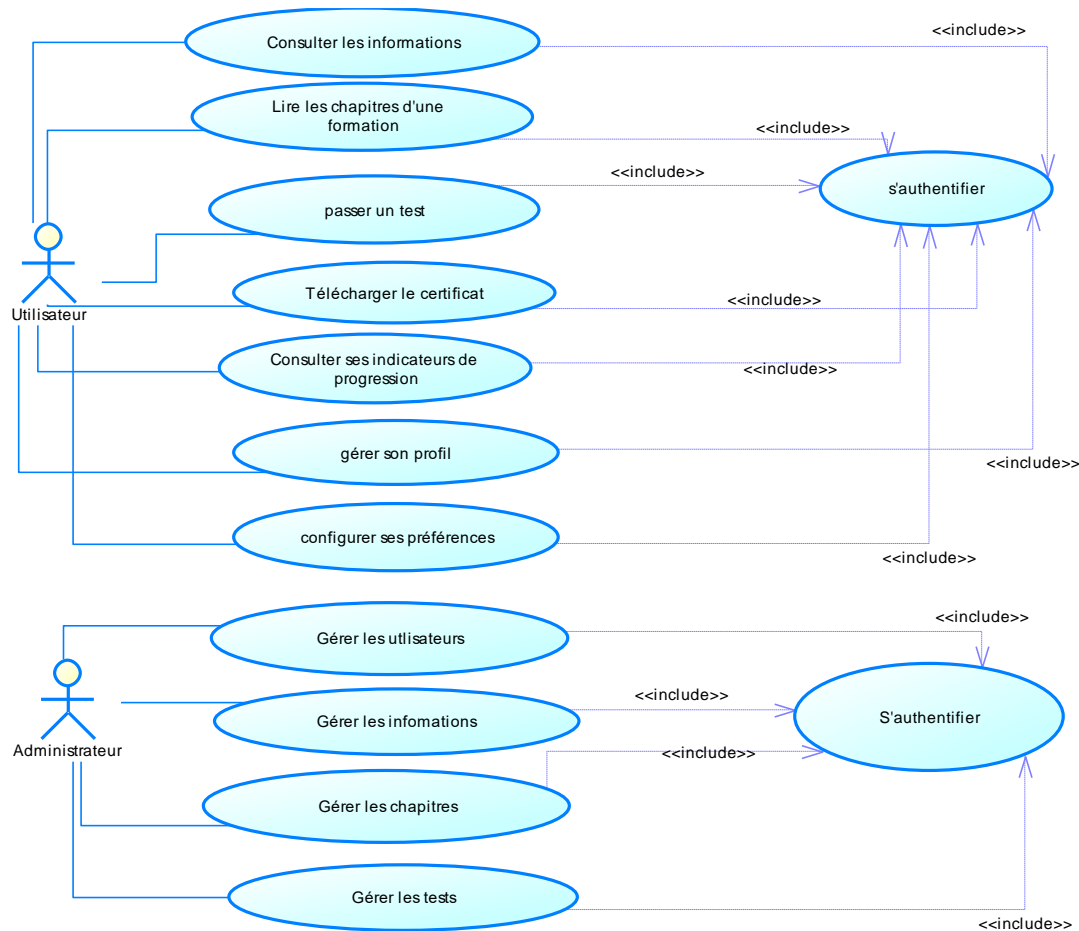 Consulter les informations
<<include>>
Lire les chapitres d'une
formation
<<include>>
passer un test
<<include>>
s'authentifier
Utilisateur
Télécharger le certificat
<<include>>
Consulter ses indicateurs de
progression
<<include>>
gérer son profil
<<include>>
configurer ses préférences
<<include>>
Gérer les utlisateurs
<<include>>
Administrateur
Gérer les infomations
<<include>>
S'authentifier
Gérer les chapitres
<<include>>
Gérer les tests
<<include>>